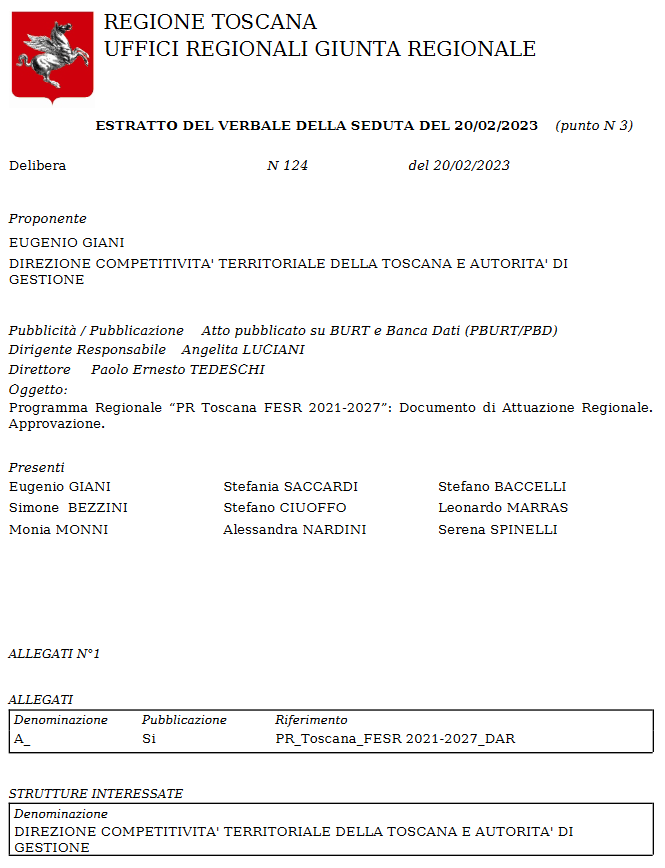 REGIONE TOSCANA
UFFICI REGIONALI GIUNTA REGIONALE
ESTRATTO DEL VERBALE DELLA SEDUTA DEL 20/02/2023 (punto N 3)
Delibera N 124 del 20/02/2023
Proponente
EUGENIO GIANI
DIREZIONE COMPETITIVITA' TERRITORIALE DELLA TOSCANA E AUTORITA' DI
GESTIONE
Pubblicità / Pubblicazione Atto pubblicato su BURT e Banca Dati (PBURT/PBD)
Dirigente Responsabile Angelita LUCIANI
Direttore Paolo Ernesto TEDESCHI
Oggetto:
Programma Regionale “PR Toscana FESR 2021-2027”: Documento di Attuazione Regionale.
Approvazione.
Presenti
Eugenio GIANI Stefania SACCARDI Stefano BACCELLI
Simone BEZZINI Stefano CIUOFFO Leonardo MARRAS
Monia MONNI Alessandra NARDINI Serena SPINELLI
ALLEGATI N°1
ALLEGATI
Denominazione Pubblicazione Riferimento
A_ Si PR_Toscana_FESR 2021-2027_DAR
STRUTTURE INTERESSATE
Denominazione
DIREZIONE COMPETITIVITA' TERRITORIALE DELLA TOSCANA E AUTORITA' DI
GESTIONE